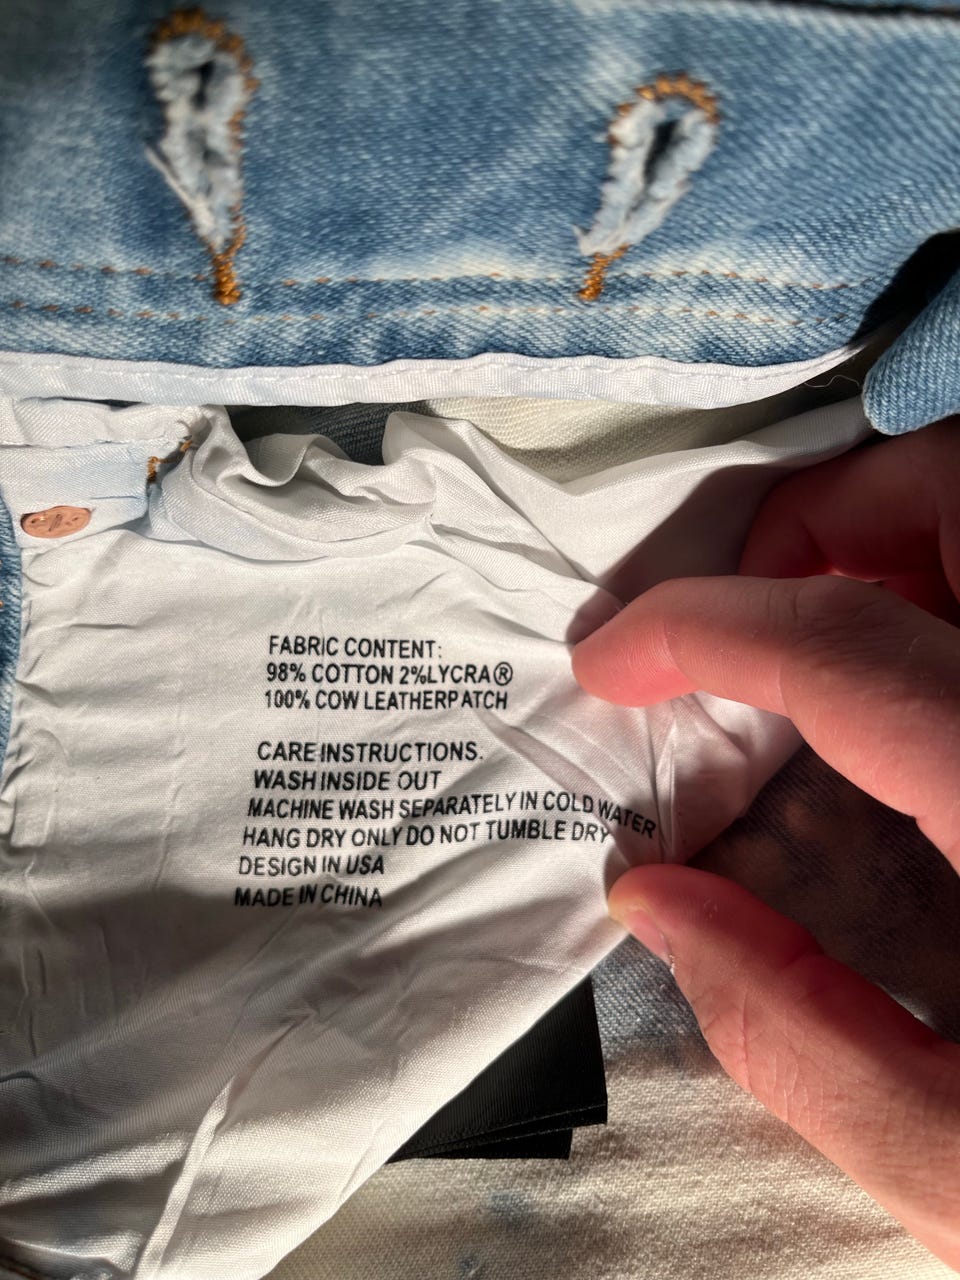 FABRIC CONTENT:
98% COTTON 2%LYCRA®
100% COW LEATHERPATCH
CARE INSTRUCTIONS.
WASH INSIDE OUT
MACHINE WASH SEPARATELY IN COLD WATER
HANG DRY ONLY DO NOT TUMBLE DRY
DESIGN IN USA
MADE IN CHINA